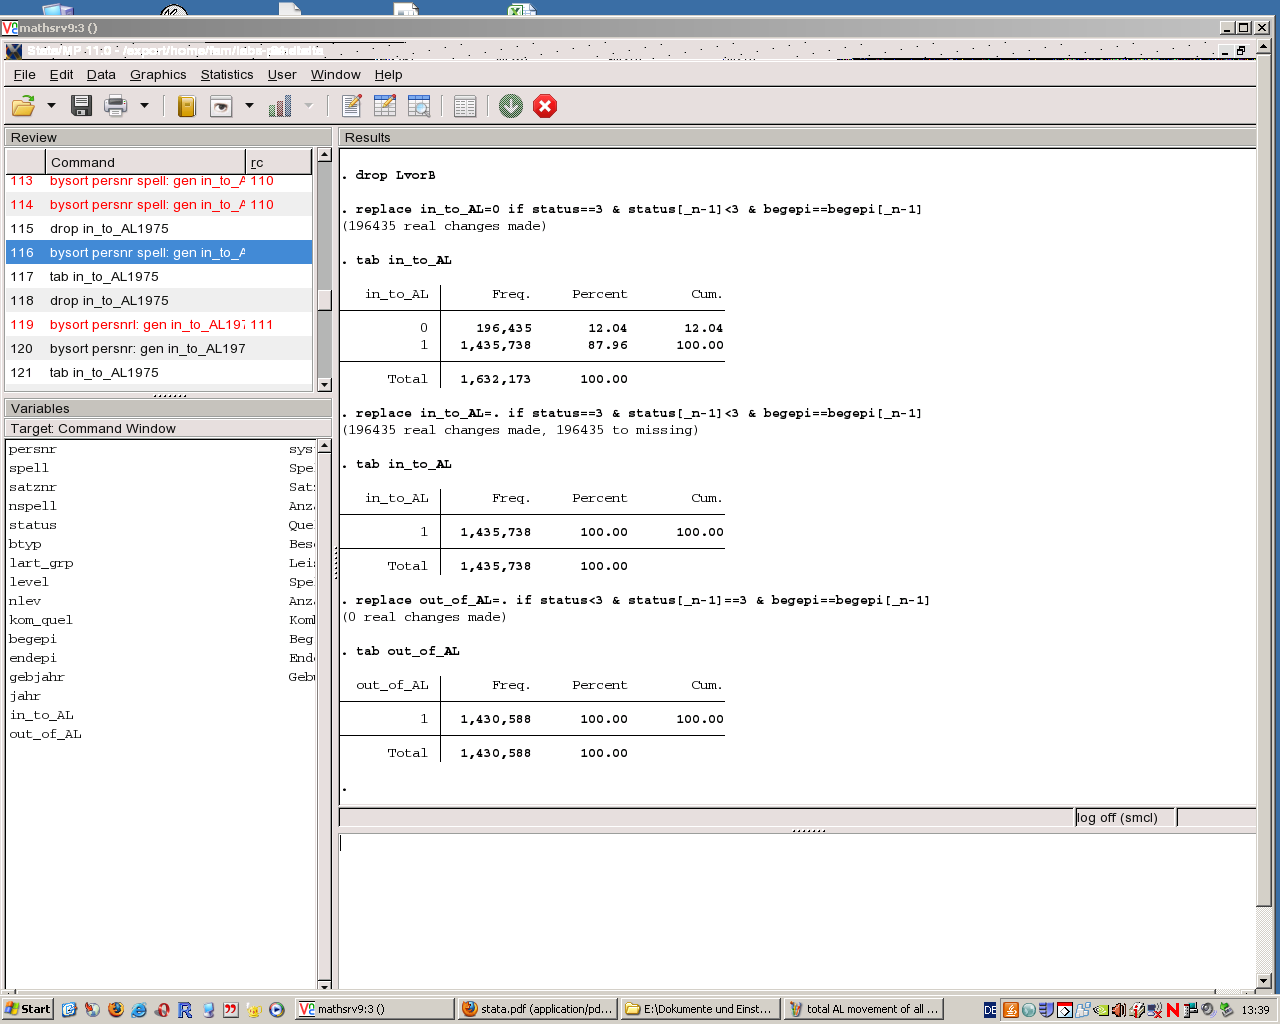 mathsrv9:3 ()
File Edit Data Graphics Statistics User Window Help
Review
Command rc
113 bysort persnr spell: gen in_to_A 110
114 bysort persnr spell: gen in_to_A 110
115 drop in_to_AL1975
116 bysort persnr spell: gen in_to_A
117 tab in_to_AL1975
118 drop in_to_AL1975
119 bysort persnrl: gen in_to_AL197 111
120 bysort persnr: gen in_to_AL197
121 tab in_to_AL1975
Variables
Target: Command Window
persnr sys
spell Spe
satznr Sat
nspell Anz
status Que
btyp Bes
lart_grp Lei
level Spe
nlev Anz
kom_quel Kom
begepi Beg
endepi End
gebjahr Geb
jahr
in_to_AL
out_of_AL
Results
. drop LvorB
. replace in_to_AL=0 if status==3 & status[_n-1]<3 & begepi==begepi[_n-1]
(196435 real changes made)
. tab in_to_AL
in_to_AL Freq. Percent Cum.
0 196,435 12.04 12.04
1 1,435,738 87.96 100.00
Total 1,632,173 100.00
. replace in_to_AL=. if status==3 & status[_n-1]<3 & begepi==begepi[_n-1]
(196435 real changes made, 196435 to missing)
. tab in_to_AL
in_to_AL Freq. Percent Cum.
1 1,435,738 100.00 100.00
Total 1,435,738 100.00
. replace out_of_AL=. if status<3 & status[_n-1]==3 & begepi==begepi[_n-1]
(0 real changes made)
. tab out_of_AL
out_of_AL Freq. Percent Cum.
1 1,430,588 100.00 100.00
Total 1,430,588 100.00
.
log off (smcl)
Start mathsrv9:3 () stata.pdf (application/pd... E:\Dokumente und Einst... total AL movement of all ... DE 13:39